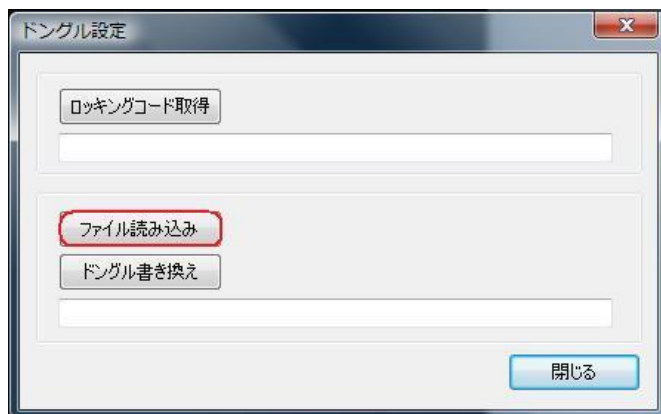 ドングル設定
ロッキングコード取得
ファイル読み込み
ドングル書き換え
閉じる